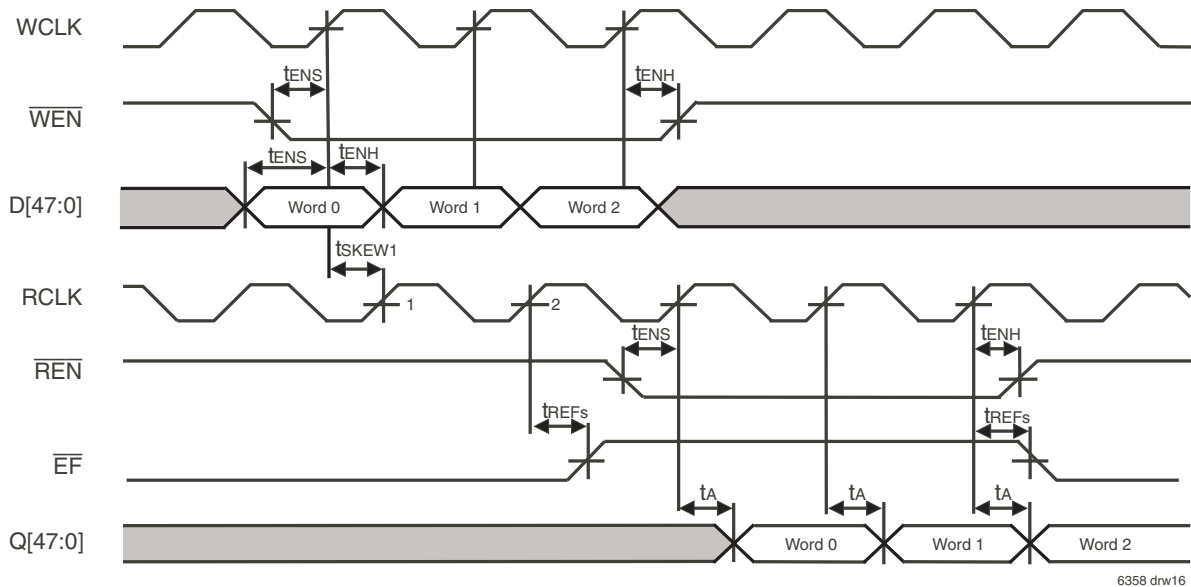 WCLK
tENS tENH
WEN
tENS tENH
D[47:0] Word 0 Word 1 Word 2
tSKEW1
RCLK 1 2
tENS tENH
REN
tREFs tREFs
EF
tA tA tA
Q[47:0] Word 0 Word 1 Word 2
6358 drw16